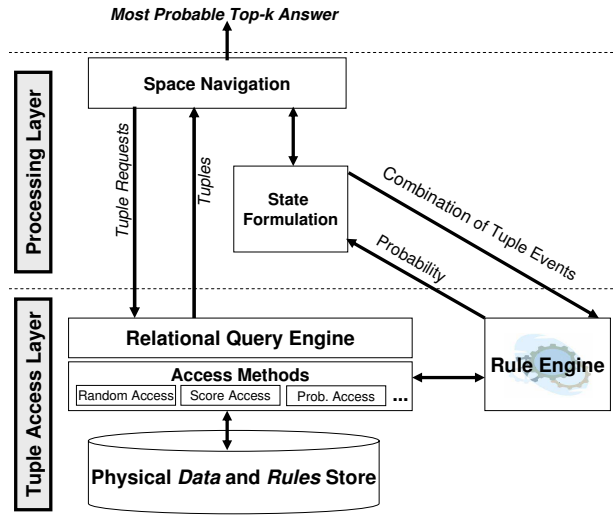 Most Probable Top-k Answer
Processing Layer
Space Navigation
Tuple Requests
Tuples
State
Formulation
Combination of Tuple Events
Probability
Tuple Access Layer
Relational Query Engine
Rule Engine
Access Methods
Random Access
Score Access
Prob. Access
...
Physical Data and Rules Store